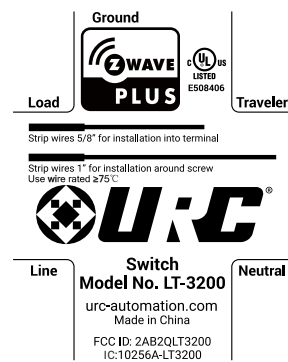 Ground
Z WAVE
PLUS
c UL US
LISTED
E508406
Load
Traveler
Strip wires 5/8" for installation into terminal
Strip wires 1" for installation around screw
Use wire rated ≥75℃
URC®
Line
Switch
Neutral
Model No. LT-3200
urc-automation.com
Made in China
FCC ID: 2AB2QLT3200
IC:10256A-LT3200